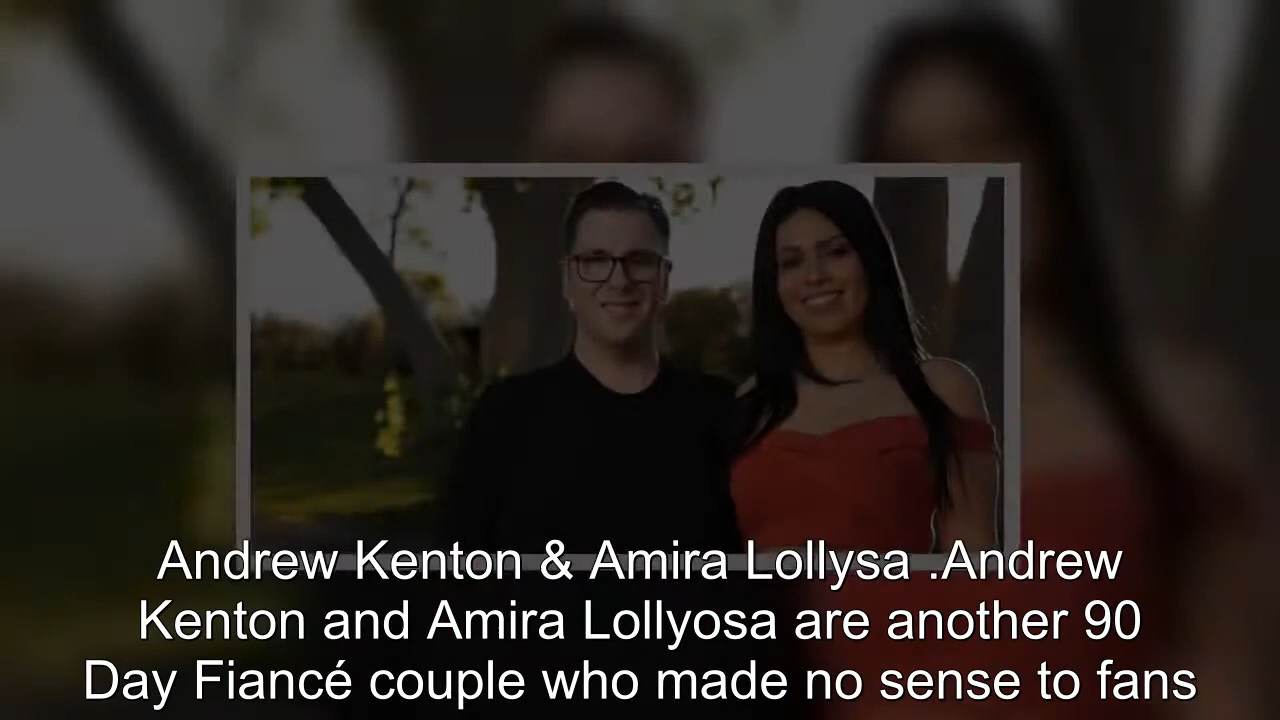 Andrew Kenton & Amira Lollysa .Andrew
Kenton and Amira Lollyosa are another 90
Day Fiancé couple who made no sense to fans